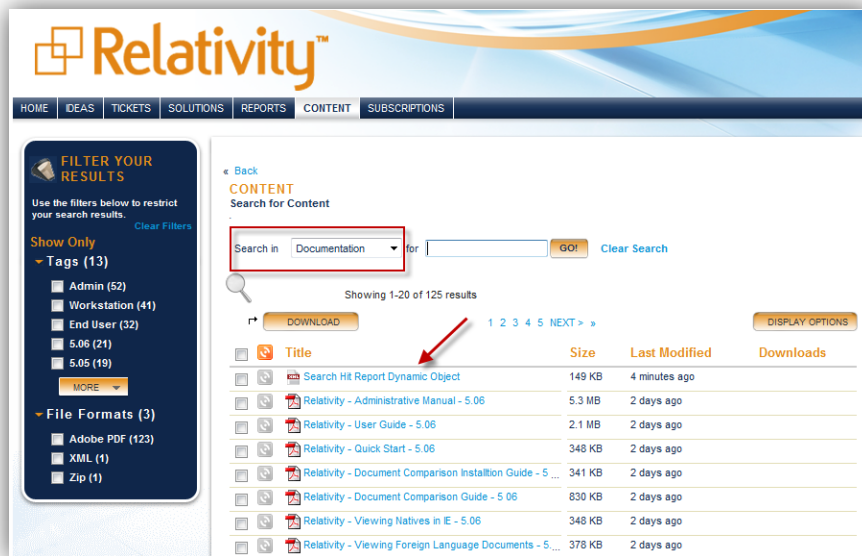 Relativity™
HOME IDEAS TICKETS SOLUTIONS REPORTS CONTENT SUBSCRIPTIONS
FILTER YOUR
RESULTS
Use the filters below to restrict
your search results.
Clear Filters
Show Only
Tags (13)
Admin (52)
Workstation (41)
End User (32)
5.06 (21)
5.05 (19)
MORE
File Formats (3)
Adobe PDF (123)
XML (1)
Zip (1)
« Back
CONTENT
Search for Content
Search in Documentation for GO! Clear Search
Showing 1-20 of 125 results
DOWNLOAD 1 2 3 4 5 NEXT > » DISPLAY OPTIONS
Title Size Last Modified Downloads
Search Hit Report Dynamic Object 149 KB 4 minutes ago
Relativity - Administrative Manual - 5.06 5.3 MB 2 days ago
Relativity - User Guide - 5.06 2.1 MB 2 days ago
Relativity - Quick Start - 5.06 348 KB 2 days ago
Relativity - Document Comparison Installtion Guide - 5 ... 341 KB 2 days ago
Relativity - Document Comparison Guide - 5 06 830 KB 2 days ago
Relativity - Viewing Natives in IE - 5.06 348 KB 2 days ago
Relativity - Viewing Foreign Language Documents - 5.... 378 KB 2 days ago